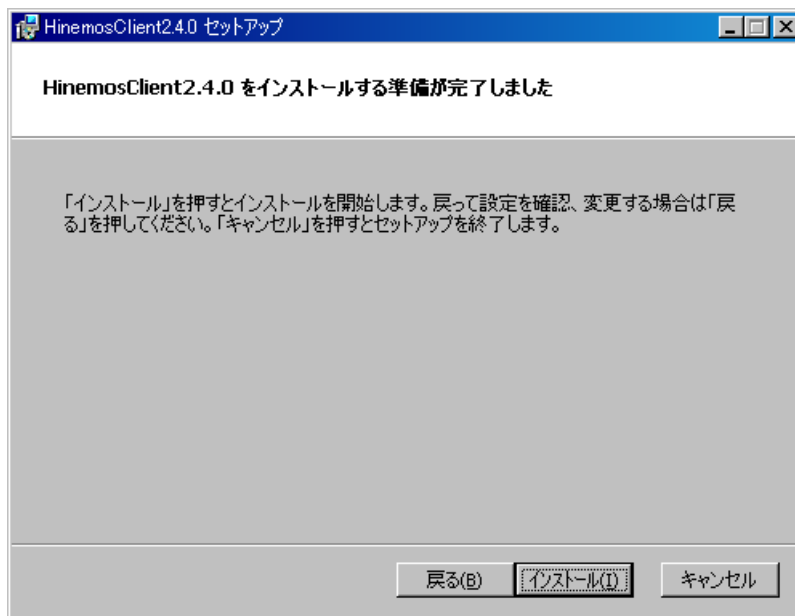 HinemosClient2.4.0 セットアップ
HinemosClient2.4.0 をインストールする準備が完了しました
「インストール」を押すとインストールを開始します。戻って設定を確認、変更する場合は「戻
る」を押してください。「キャンセル」を押すとセットアップを終了します。
戻る(B) インストール(I) キャンセル